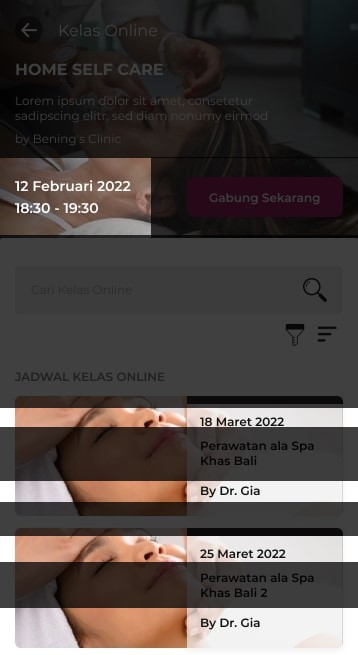 Kelas Online
HOME SELF CARE
Lorem ipsum dolor sit amet, consetetur
sadipscing elitr, sed diam nonumy eirmod
by Bening's Clinic
12 Februari 2022
18:30 - 19:30
Gabung Sekarang
Cari Kelas Online
JADWAL KELAS ONLINE
18 Maret 2022
Perawatan ala Spa
Khas Bali
By Dr. Gia
25 Maret 2022
Perawatan ala Spa
Khas Bali 2
By Dr. Gia